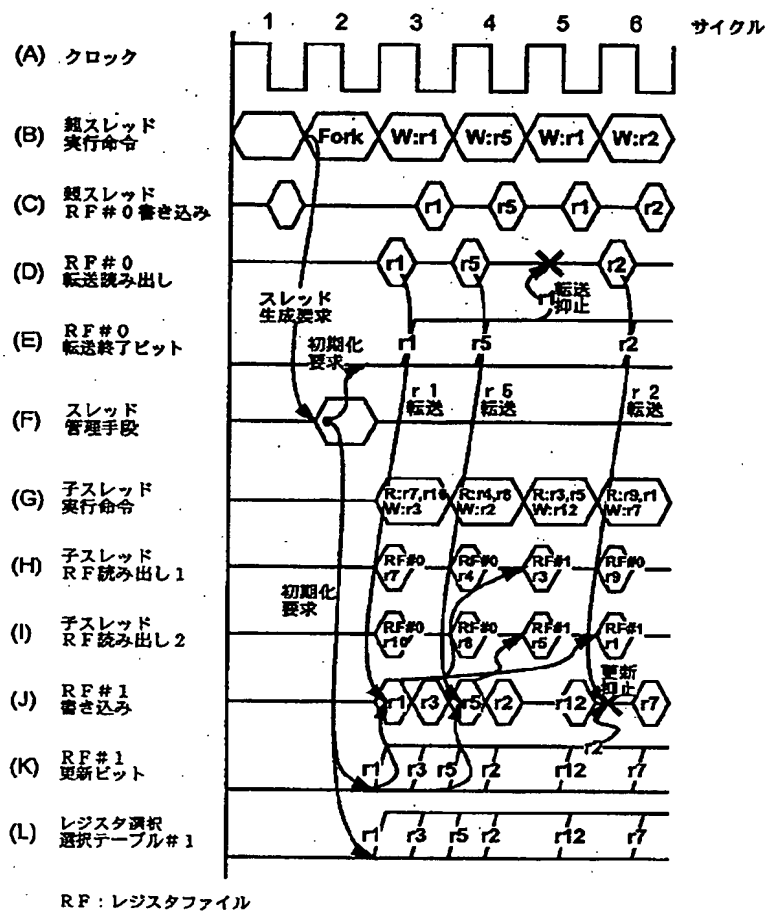 1 2 3 4 5 6 サイクル
(A) クロック
(B) 親スレッド
実行命令
Fork W:r1 W:r5 W:r1 W:r2
(C) 親スレッド
RF#0書き込み
r1 r5 r1 r2
(D) RF#0
転送読み出し
r1 r5 r2
スレッド
生成要求
r1転送
抑止
(E) RF#0
転送終了ビット
r1 r5 r2
初期化
要求
r1
転送
r5
転送
r2
転送
(F) スレッド
管理手段
(G) 子スレッド
実行命令
R:r7,r10 R:r4,r8 R:r3,r5 R:r9,r1
W:r3 W:r2 W:r12 W:r7
(H) 子スレッド
RF読み出し1
RF#0 RF#0 RF#1 RF#0
r7 r4 r3 r9
初期化
要求
(I) 子スレッド
RF読み出し2
RF#0 RF#0 RF#1 RF#1
r10 r8 r5 r1
更新
抑止
(J) RF#1
書き込み
r1 r3 r5 r2 r12 r7
r2
(K) RF#1
更新ビット
r1 r3 r5 r2 r12 r7
(L) レジスタ選択
選択テーブル#1
r1 r3 r5 r2 r12 r7
RF:レジスタファイル